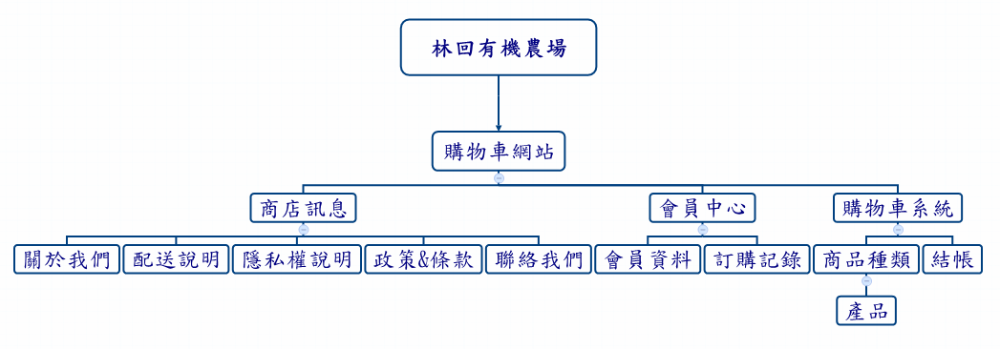 林回有機農場
購物車網站
商店訊息
會員中心
購物車系統
關於我們
配送說明
隱私權說明
政策&條款
聯絡我們
會員資料
訂購記錄
商品種類
結帳
產品